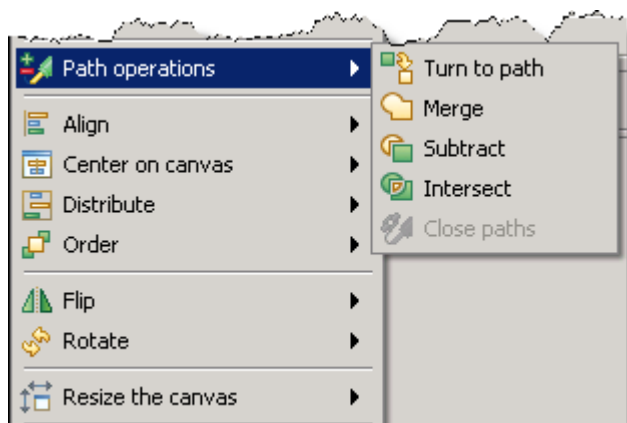 Path operations
Align
Center on canvas
Distribute
Order
Flip
Rotate
Resize the canvas
Turn to path
Merge
Subtract
Intersect
Close paths